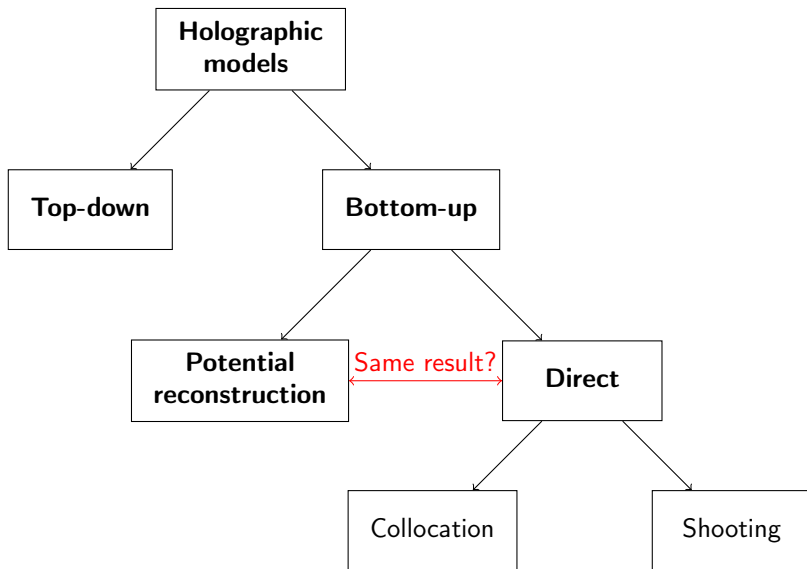 Holographic
models
Top-down
Bottom-up
Potential
reconstruction
Same result?
Direct
Collocation
Shooting